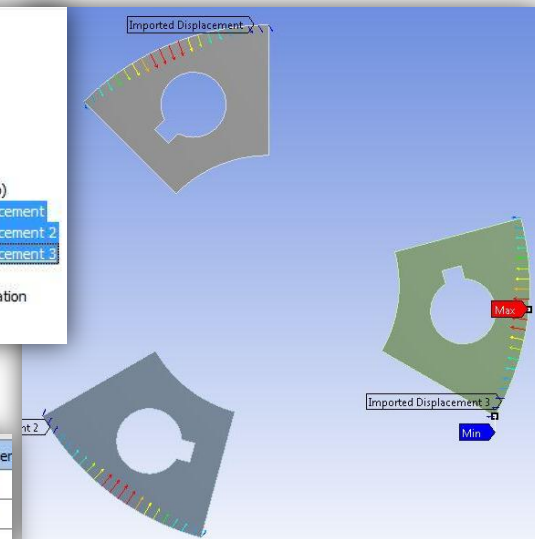 Imported Displacement
)
cement
cement 2
cement 3
ation
Max
Imported Displacement 3
nt 2
Min
er